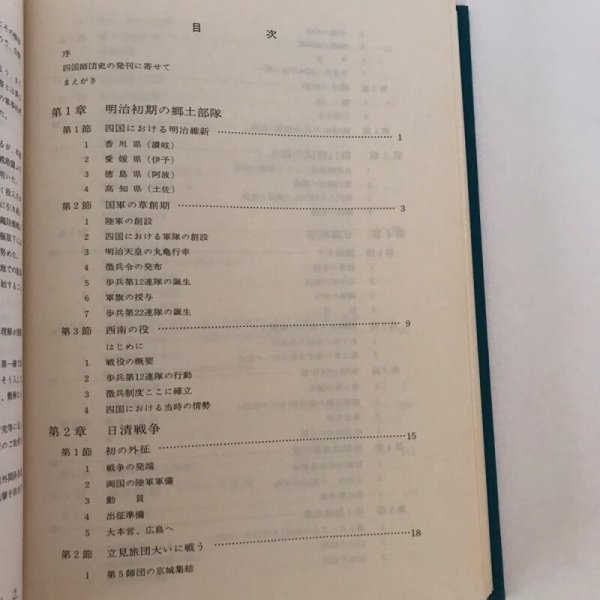 目次
序
四国師団史の発刊に寄せて
まえがき
第1章 明治初期の郷土部隊
第1節 四国における明治維新 1
1 香川県(讃岐)
2 愛媛県(伊予)
3 徳島県(阿波)
4 高知県(土佐)
第2節 国軍の草創期 3
1 陸軍の創設
2 四国における軍隊の創設
3 明治天皇の丸亀行幸
4 徴兵令の発布
5 歩兵第12連隊の誕生
6 軍旗の授与
7 歩兵第22連隊の誕生
第3節 西南の役 9
はじめに
1 戦役の概要
2 歩兵第12連隊の行動
3 徴兵制度ここに確立
4 四国における当時の情勢
第2章 日清戦争
第1節 初の外征 15
1 戦争の発端
2 両国の陸軍軍備
3 動員
4 出征準備
5 大本営、広島へ
第2節 立見旅団大いに戦う 18
1 第5師団の京城集結